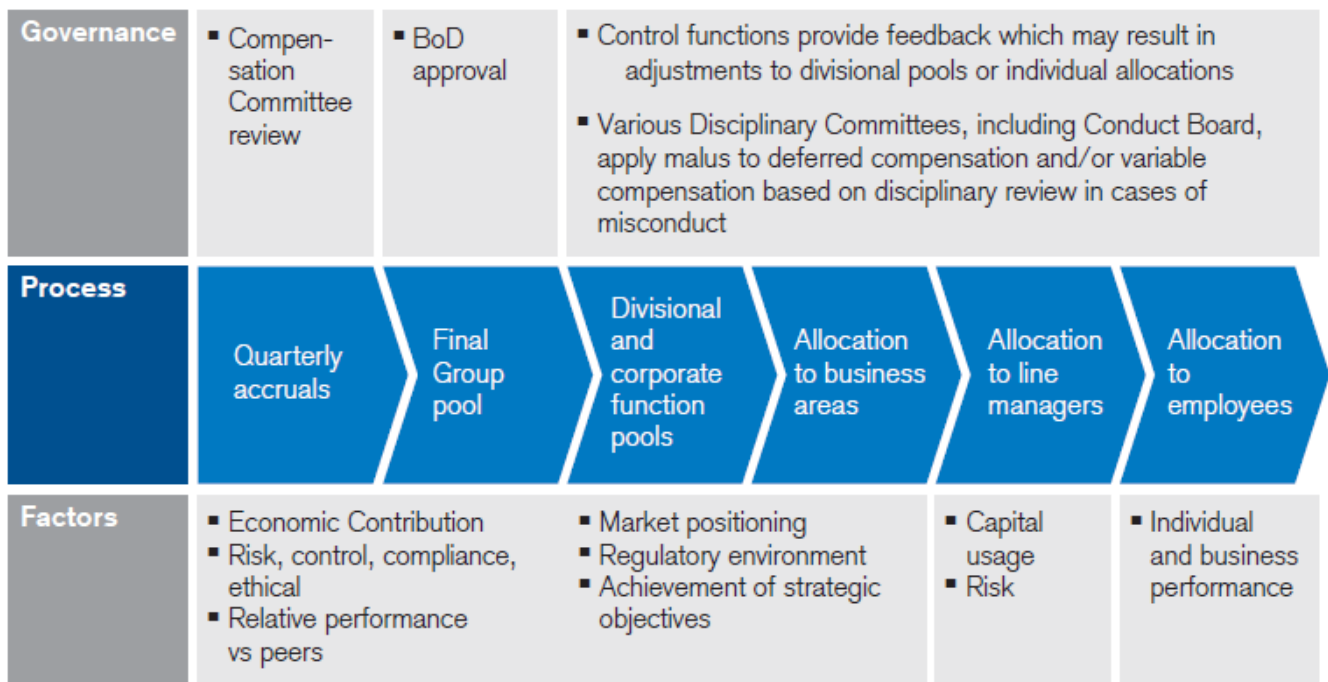 Governance
▪ Compen-
sation
Committee
review
▪ BoD
approval
▪ Control functions provide feedback which may result in
adjustments to divisional pools or individual allocations
▪ Various Disciplinary Committees, including Conduct Board,
apply malus to deferred compensation and/or variable
compensation based on disciplinary review in cases of
misconduct
Process
Quarterly
accruals
Final
Group
pool
Divisional
and
corporate
function
pools
Allocation
to business
areas
Allocation
to line
managers
Allocation
to
employees
Factors
▪ Economic Contribution
▪ Risk, control, compliance,
ethical
▪ Relative performance
vs peers
▪ Market positioning
▪ Regulatory environment
▪ Achievement of strategic
objectives
▪ Capital
usage
▪ Risk
▪ Individual
and business
performance